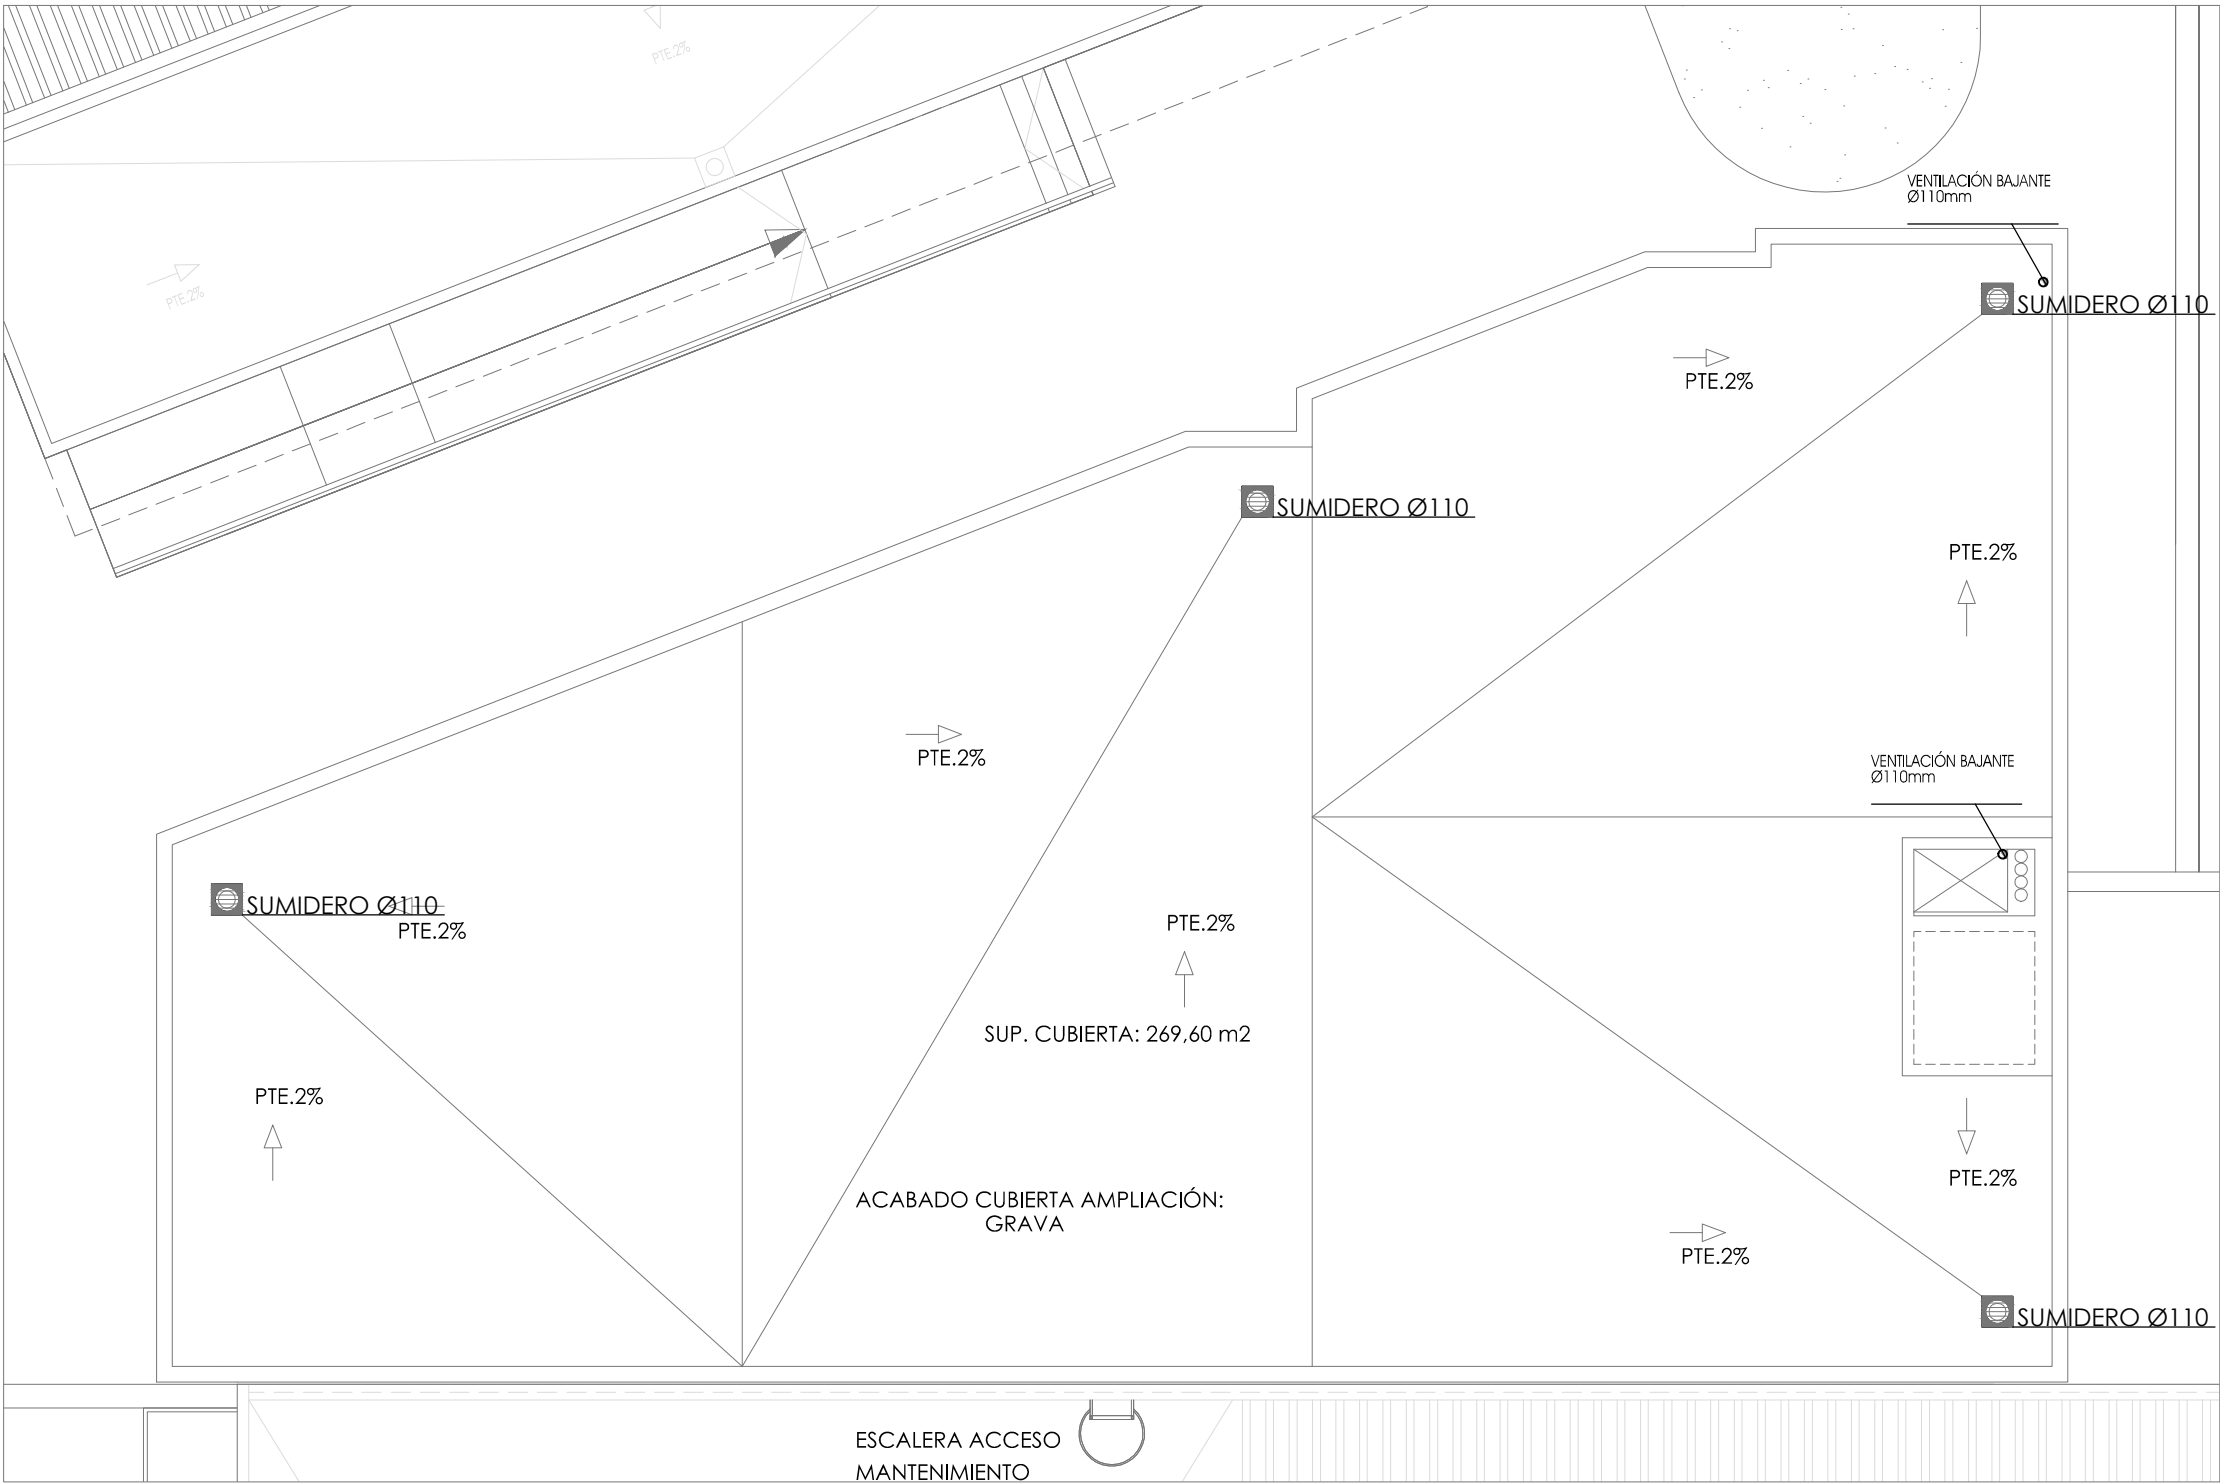 PTE.2%
VENTILACIÓN BAJANTE
Ø110mm
PTE.2%
SUMIDERO Ø110
PTE.2%
SUMIDERO Ø110
PTE.2%
PTE.2%
VENTILACIÓN BAJANTE
Ø110mm
SUMIDERO Ø110
PTE.2%
PTE.2%
SUP. CUBIERTA: 269,60 m2
PTE.2%
PTE.2%
ACABADO CUBIERTA AMPLIACIÓN:
GRAVA
PTE.2%
SUMIDERO Ø110
ESCALERA ACCESO
MANTENIMIENTO